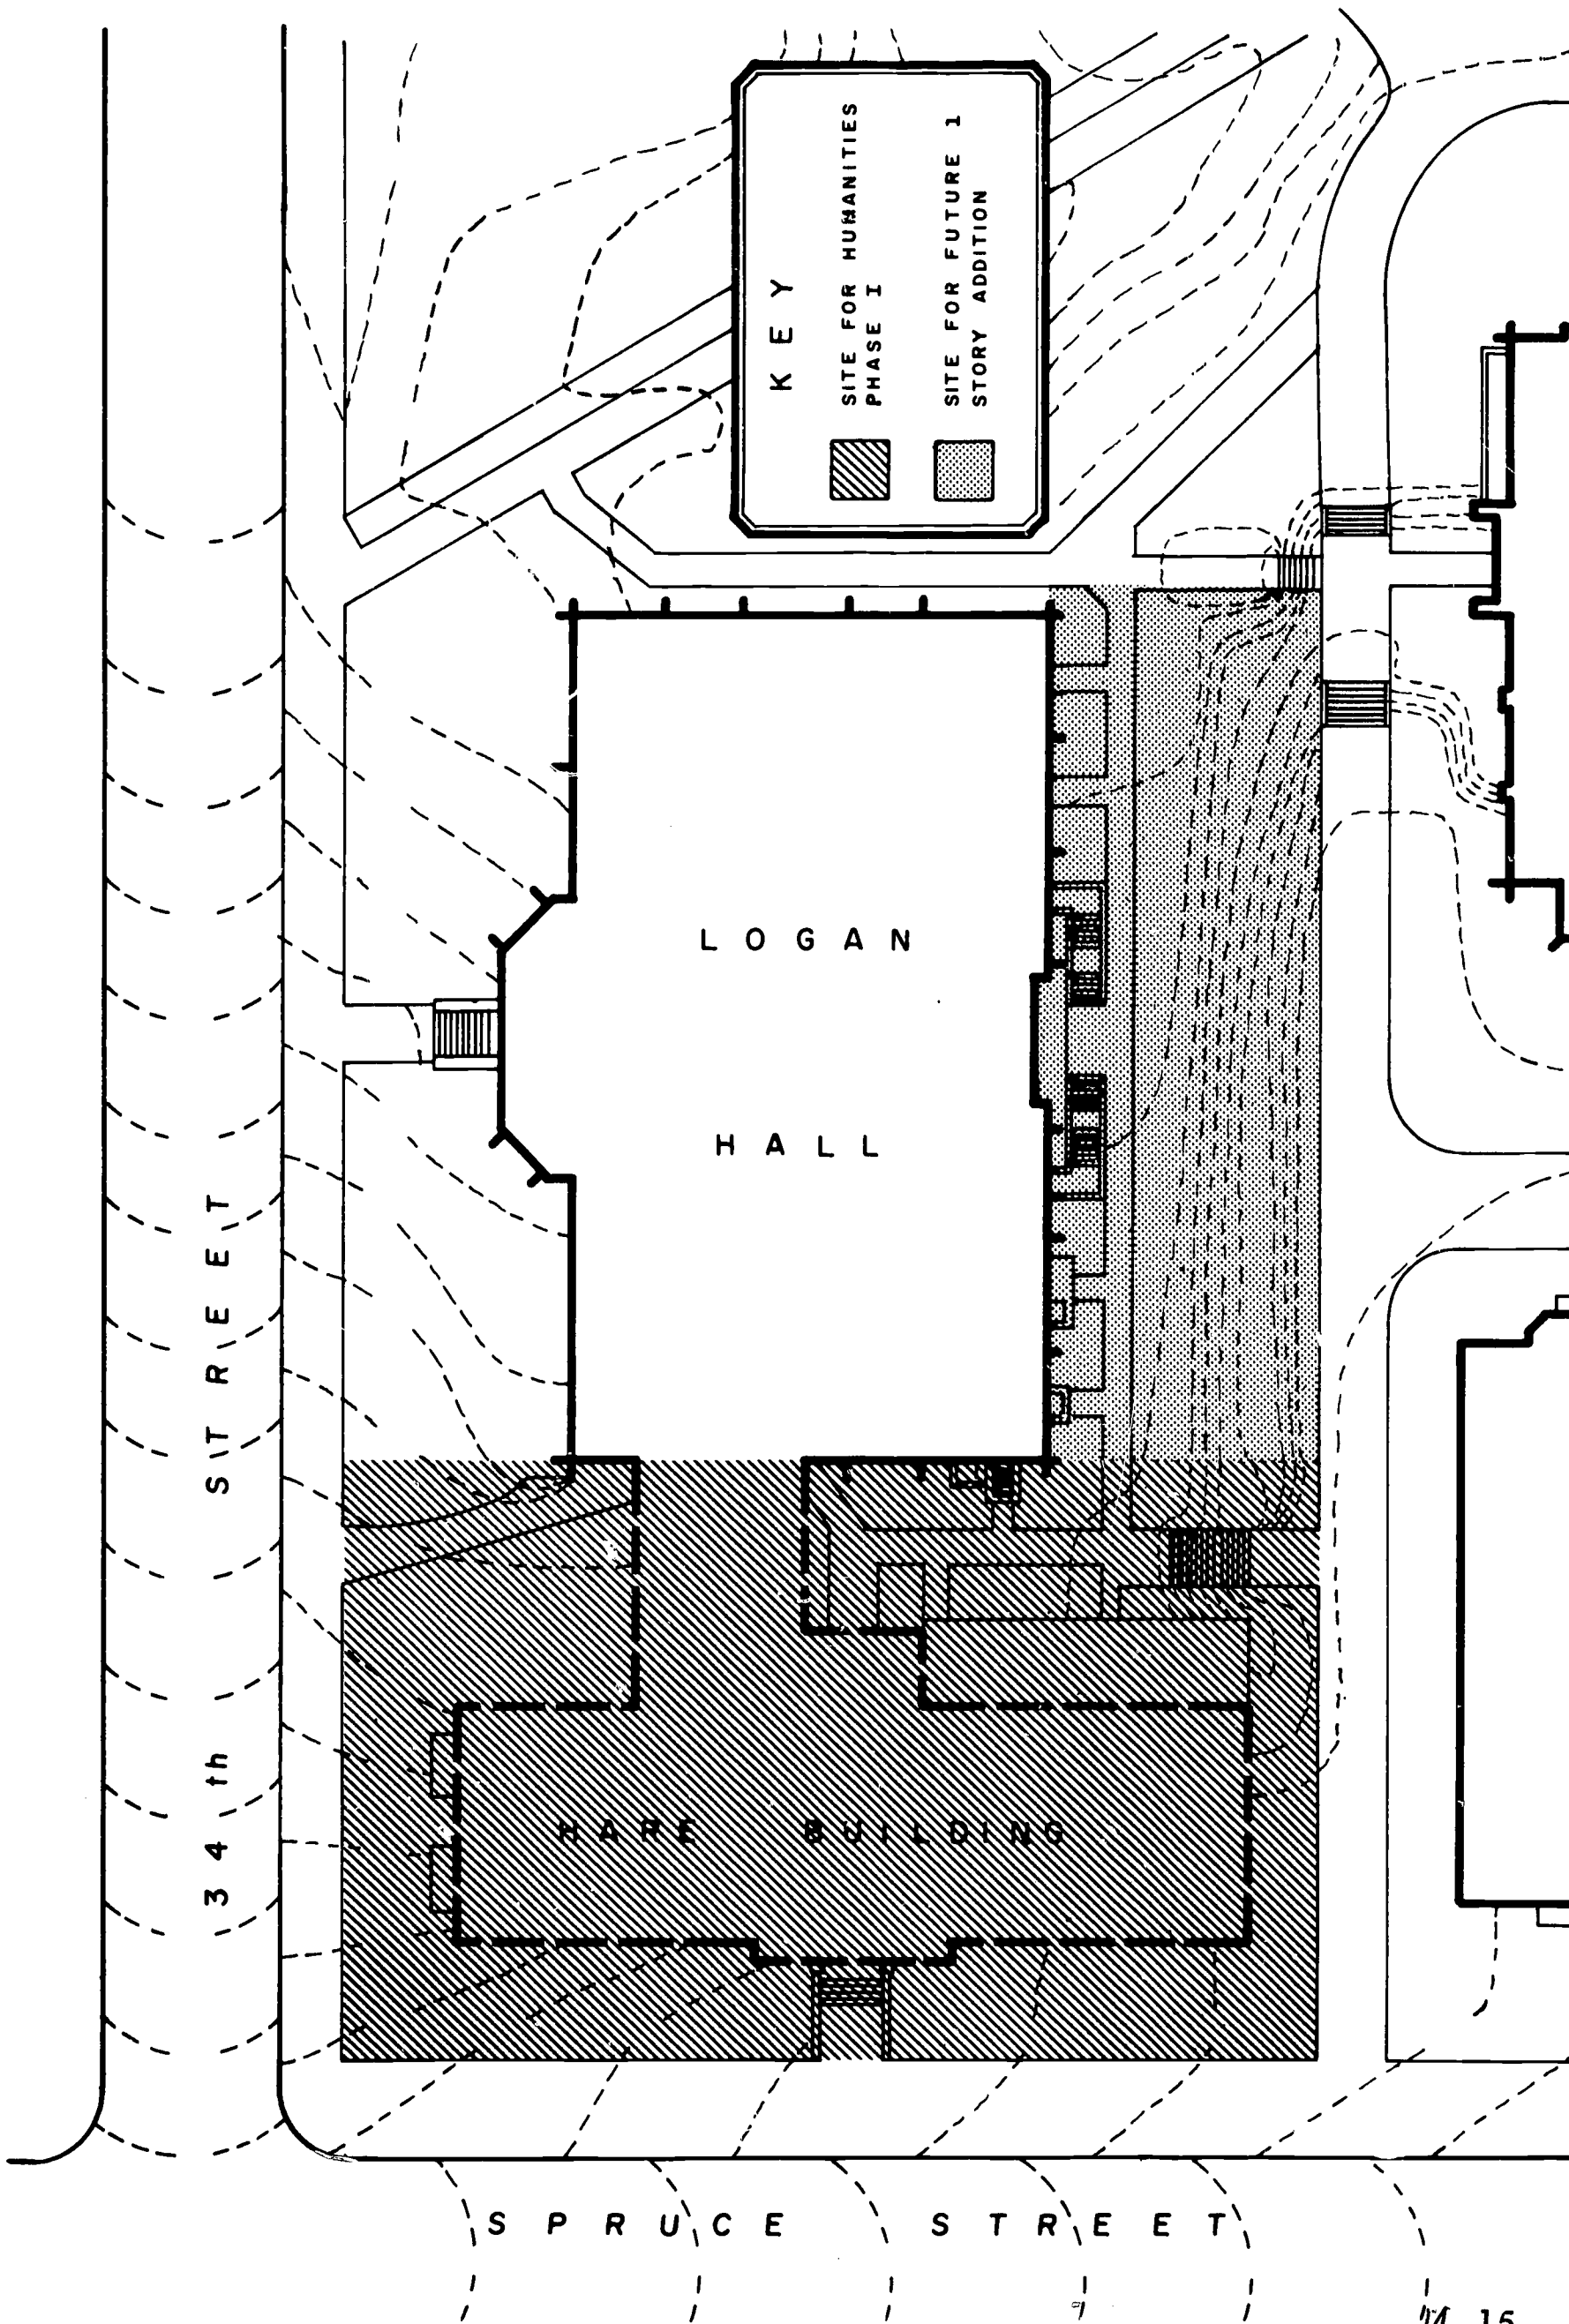 KEY
SITE FOR HUMANITIES
PHASE I
SITE FOR FUTURE 1
STORY ADDITION
LOGAN
HALL
34th STREET
HARE BUILDING
SPRUCE STREET
15